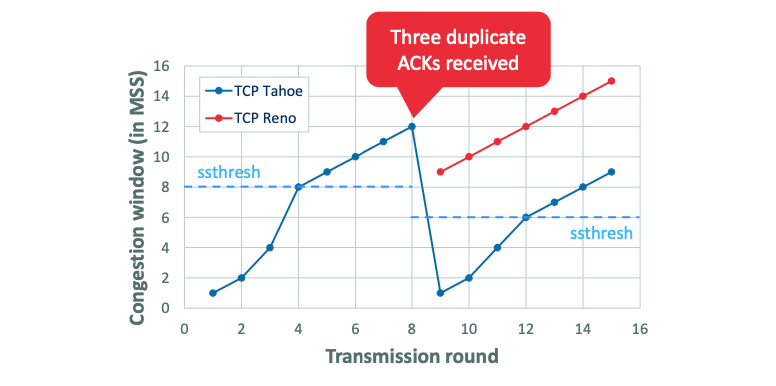 Three duplicate
ACKs received
Congestion window (in MSS)
16
14
12
10
8
6
4
2
0
TCP Tahoe
TCP Reno
ssthresh
ssthresh
0 2 4 6 8 10 12 14 16
Transmission round